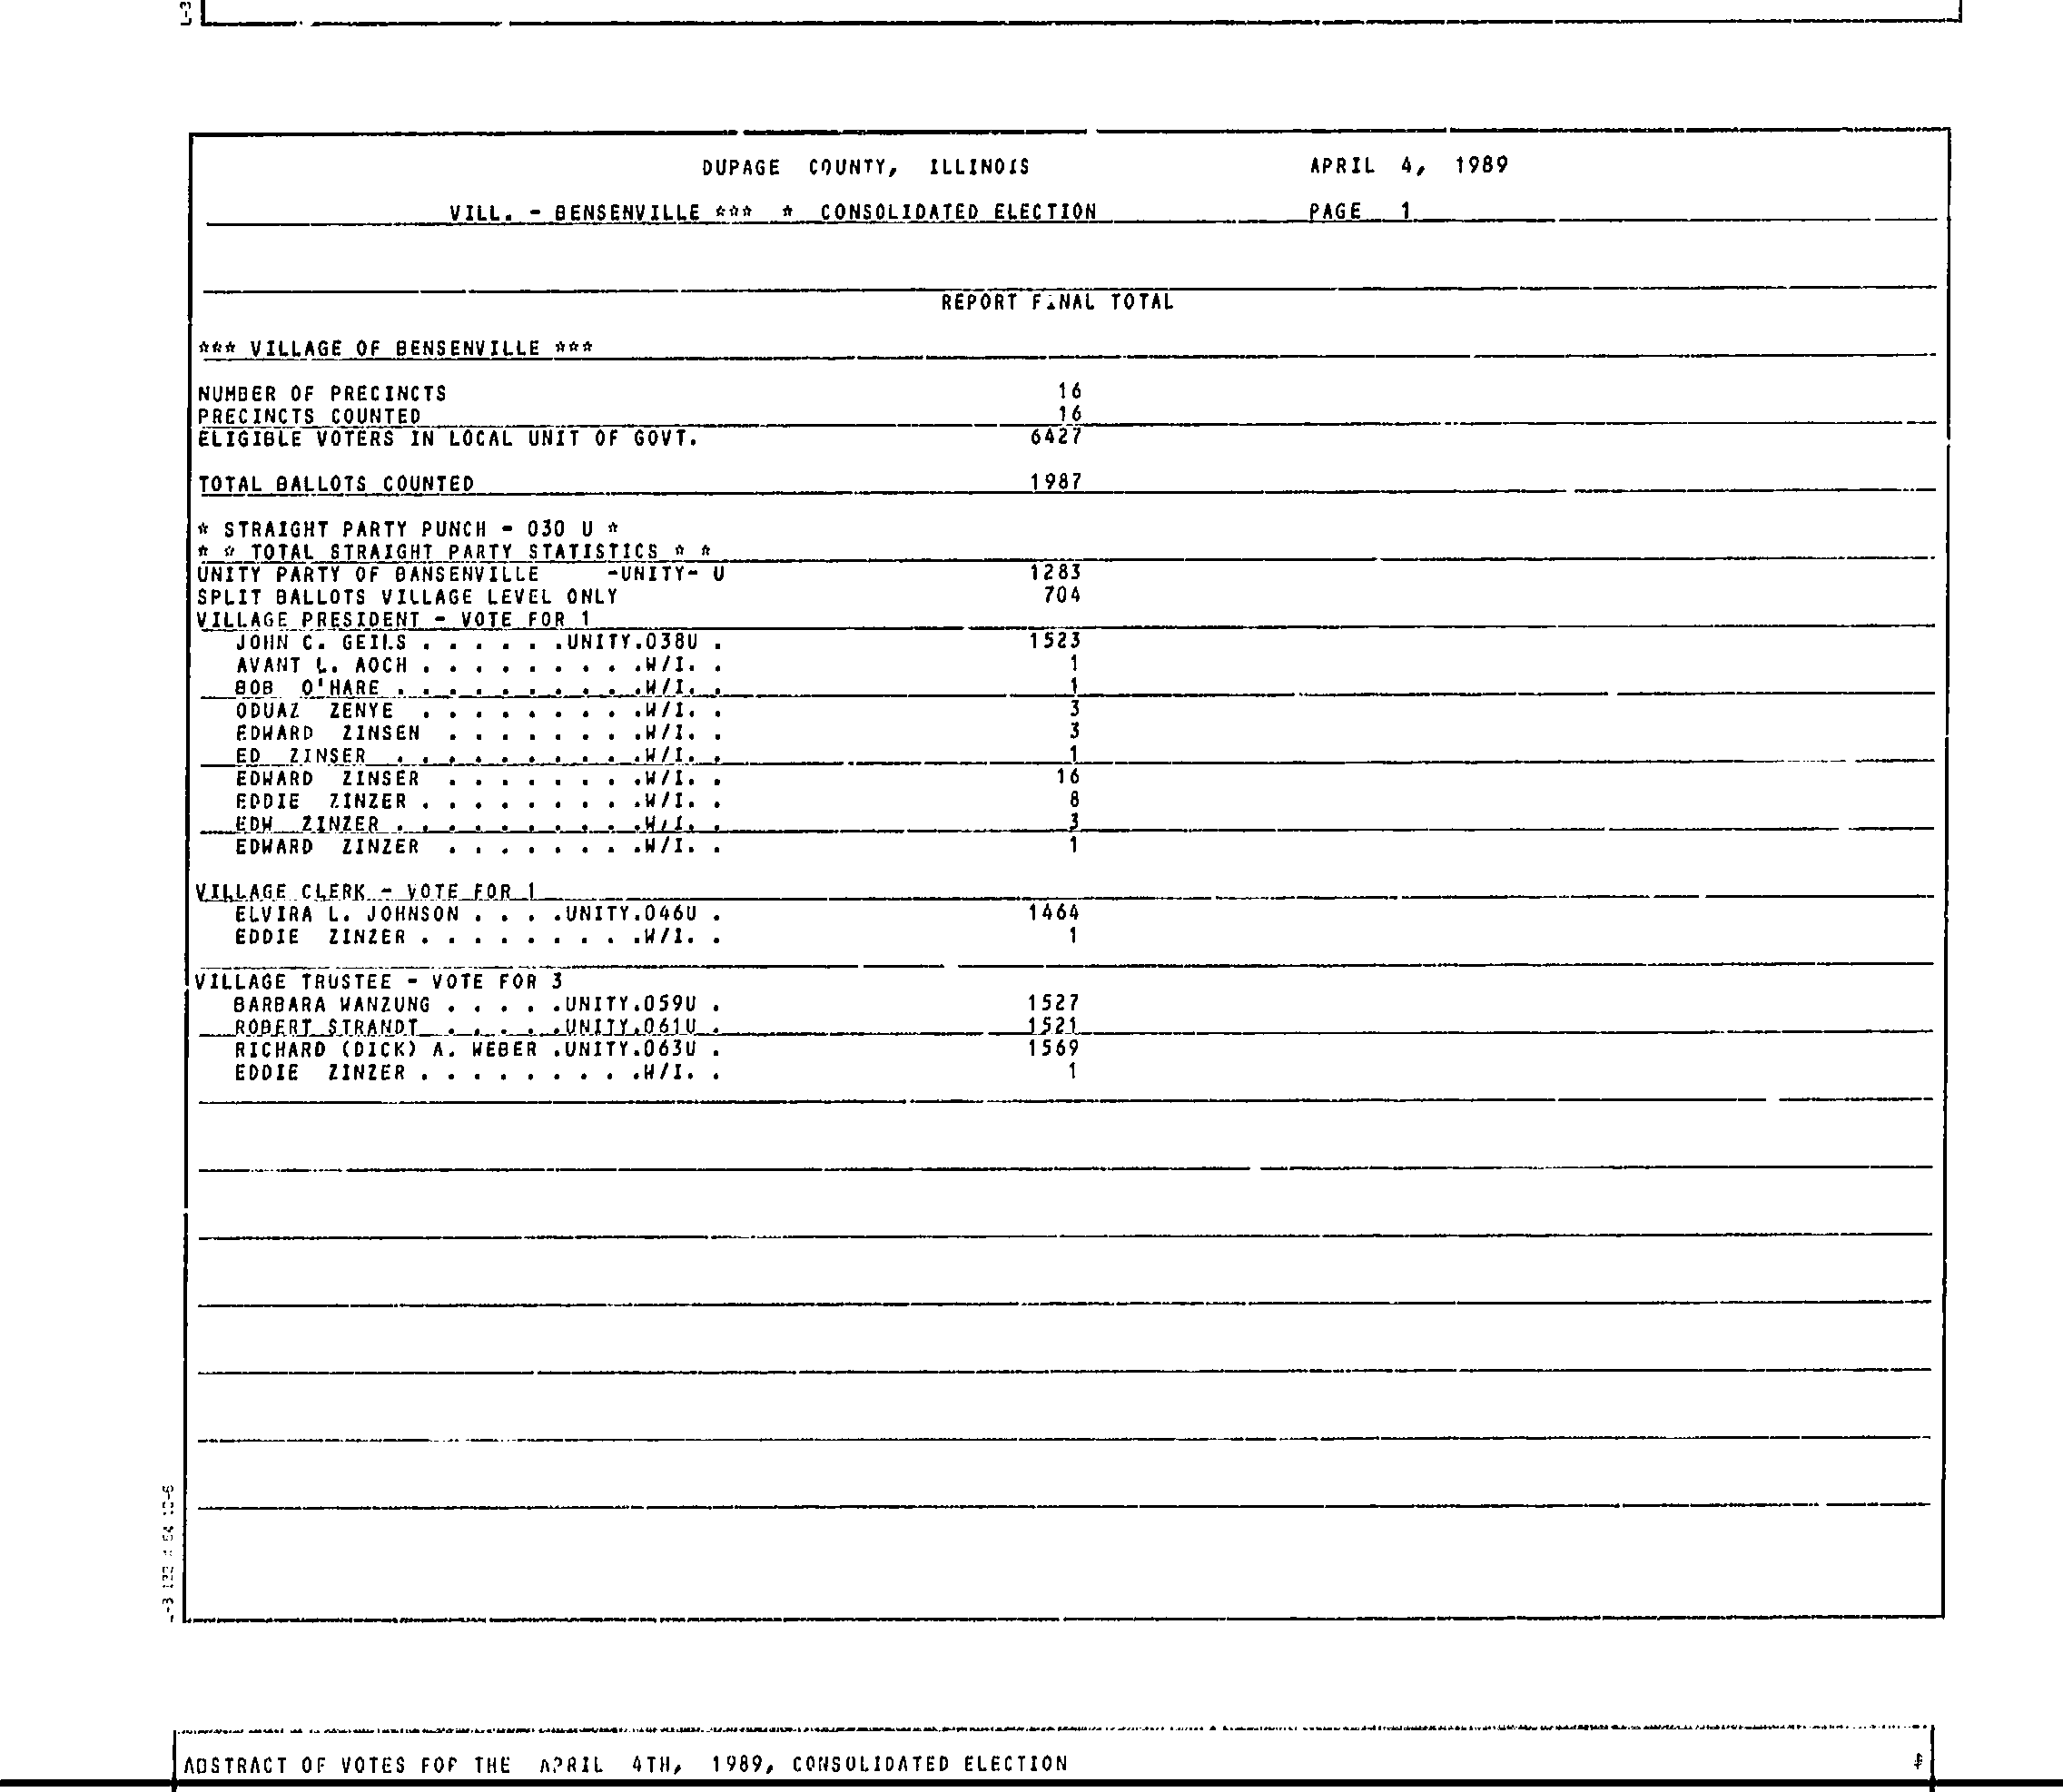 DUPAGE COUNTY, ILLINOIS APRIL 4, 1989
VILL. - BENSENVILLE *** * CONSOLIDATED ELECTION PAGE 1
REPORT FINAL TOTAL
*** VILLAGE OF BENSENVILLE ***
NUMBER OF PRECINCTS 16
PRECINCTS COUNTED 16
ELIGIBLE VOTERS IN LOCAL UNIT OF GOVT. 6427
TOTAL BALLOTS COUNTED 1987
* STRAIGHT PARTY PUNCH - 030 U *
* * TOTAL STRAIGHT PARTY STATISTICS * *
UNITY PARTY OF BANSENVILLE -UNITY- U 1283
SPLIT BALLOTS VILLAGE LEVEL ONLY 704
VILLAGE PRESIDENT - VOTE FOR 1
JOHN C. GEILS . . . . . .UNITY.038U . 1523
AVANT L. AOCH . . . . . . . . .W/I. . 1
BOB O'HARE . . . . . . . . . .W/I. . 1
ODUAZ ZENYE . . . . . . . . .W/I. . 3
EDWARD ZINSEN . . . . . . . .W/I. . 3
ED ZINSER . . . . . . . . . .W/I. . 1
EDWARD ZINSER . . . . . . . .W/I. . 16
EDDIE ZINZER . . . . . . . . .W/I. . 8
EDW ZINZER . . . . . . . . . .W/I. . 3
EDWARD ZINZER . . . . . . . .W/I. . 1
VILLAGE CLERK - VOTE FOR 1
ELVIRA L. JOHNSON . . . .UNITY.046U . 1464
EDDIE ZINZER . . . . . . . . .W/I. . 1
VILLAGE TRUSTEE - VOTE FOR 3
BARBARA WANZUNG . . . . .UNITY.059U . 1527
ROBERT STRANDT . . . . .UNITY.061U . 1521
RICHARD (DICK) A. WEBER .UNITY.063U . 1569
EDDIE ZINZER . . . . . . . . .W/I. . 1
ABSTRACT OF VOTES FOR THE APRIL 4TH, 1989, CONSOLIDATED ELECTION